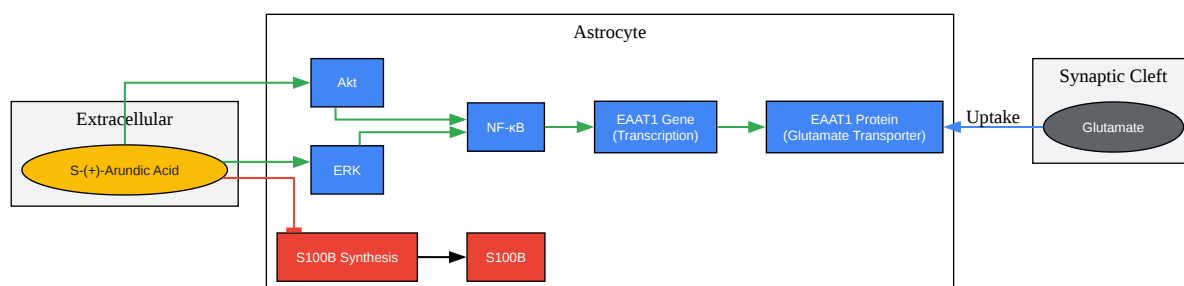 Astrocyte
Extracellular
S-(+)-Arundic Acid
Akt
ERK
NF-κB
EAAT1 Gene
(Transcription)
EAAT1 Protein
(Glutamate Transporter)
Uptake
Synaptic Cleft
Glutamate
S100B Synthesis
S100B